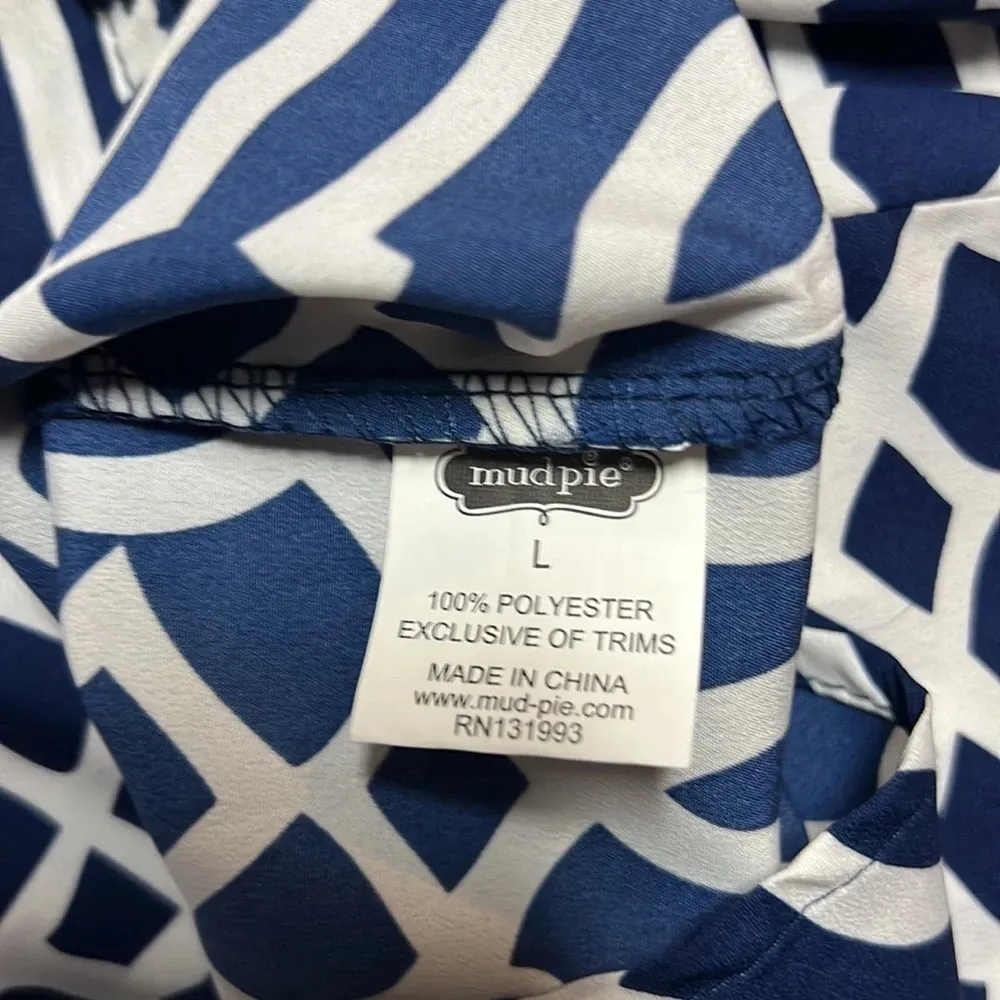 mudpie®
L
100% POLYESTER
EXCLUSIVE OF TRIMS
MADE IN CHINA
www.mud-pie.com
RN131993